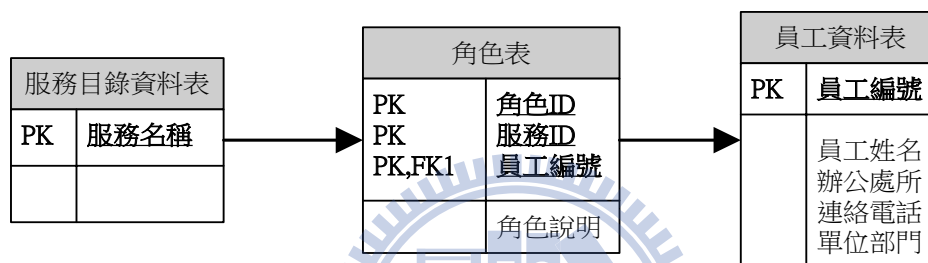 服務目錄資料表
PK 服務名稱
角色表
PK 角色ID
PK 服務ID
PK,FK1 員工編號
角色說明
員工資料表
PK 員工編號
員工姓名
辦公處所
連絡電話
單位部門